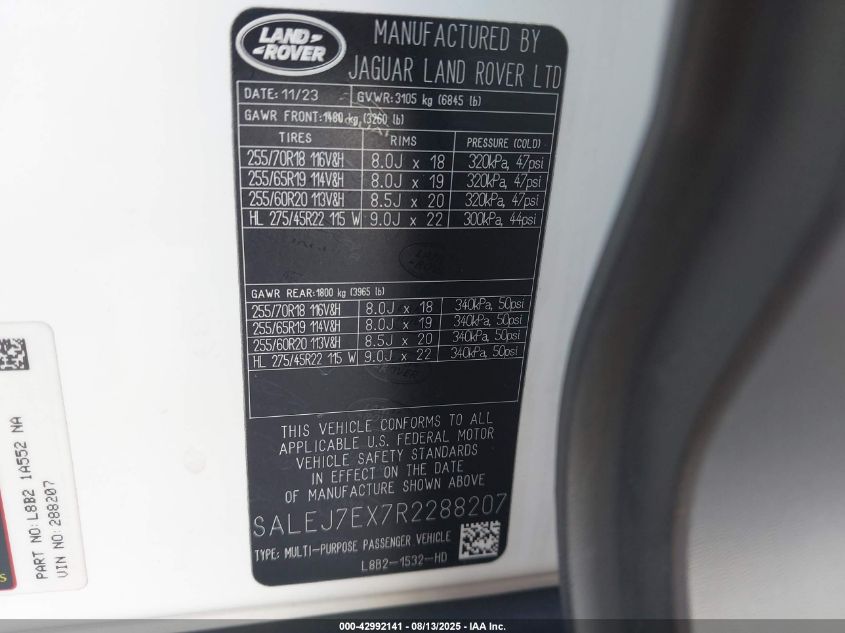 LAND ROVER
MANUFACTURED BY
JAGUAR LAND ROVER LTD
DATE: 11/23 GVWR: 3105 kg (6845 lb)
GAWR FRONT: 1480 kg (3260 lb)
TIRES RIMS PRESSURE (COLD)
255/70R18 116V&H 8.0J x 18 320kPa, 47psi
255/65R19 114V&H 8.0J x 19 320kPa, 47psi
255/60R20 113V&H 8.5J x 20 320kPa, 47psi
HL 275/45R22 115 W 9.0J x 22 300kPa, 44psi
LAND ROVER
GAWR REAR: 1800 kg (3965 lb)
255/70R18 116V&H 8.0J x 18 340kPa, 50psi
255/65R19 114V&H 8.0J x 19 340kPa, 50psi
255/60R20 113V&H 8.5J x 20 340kPa, 50psi
HL 275/45R22 115 W 9.0J x 22 340kPa, 50psi
THIS VEHICLE CONFORMS TO ALL
APPLICABLE U.S. FEDERAL MOTOR
VEHICLE SAFETY STANDARDS
IN EFFECT ON THE DATE
OF MANUFACTURE SHOWN ABOVE
SALEJ7EX7R2288207
TYPE: MULTI-PURPOSE PASSENGER VEHICLE
L8B2-1532-HD
PART NO: L8B2 1A552 NA
VIN NO: 288207
000-42992141 - 08/13/2025 - IAA Inc.